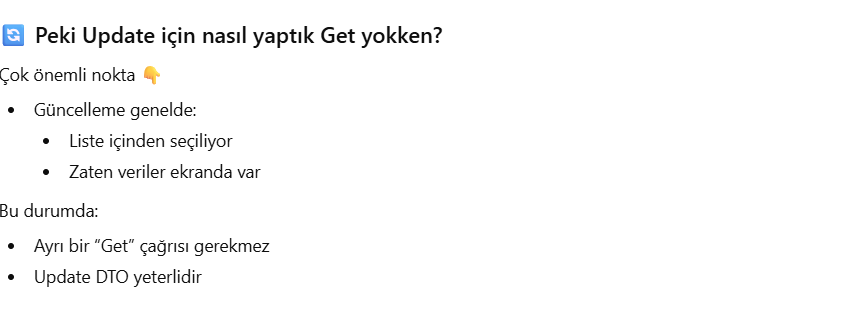 🔄 Peki Update için nasıl yaptık Get yokken?
Çok önemli nokta 👇
• Güncelleme genelde:
• Liste içinden seçiliyor
• Zaten veriler ekranda var
Bu durumda:
• Ayrı bir “Get” çağrısı gerekmez
• Update DTO yeterlidir